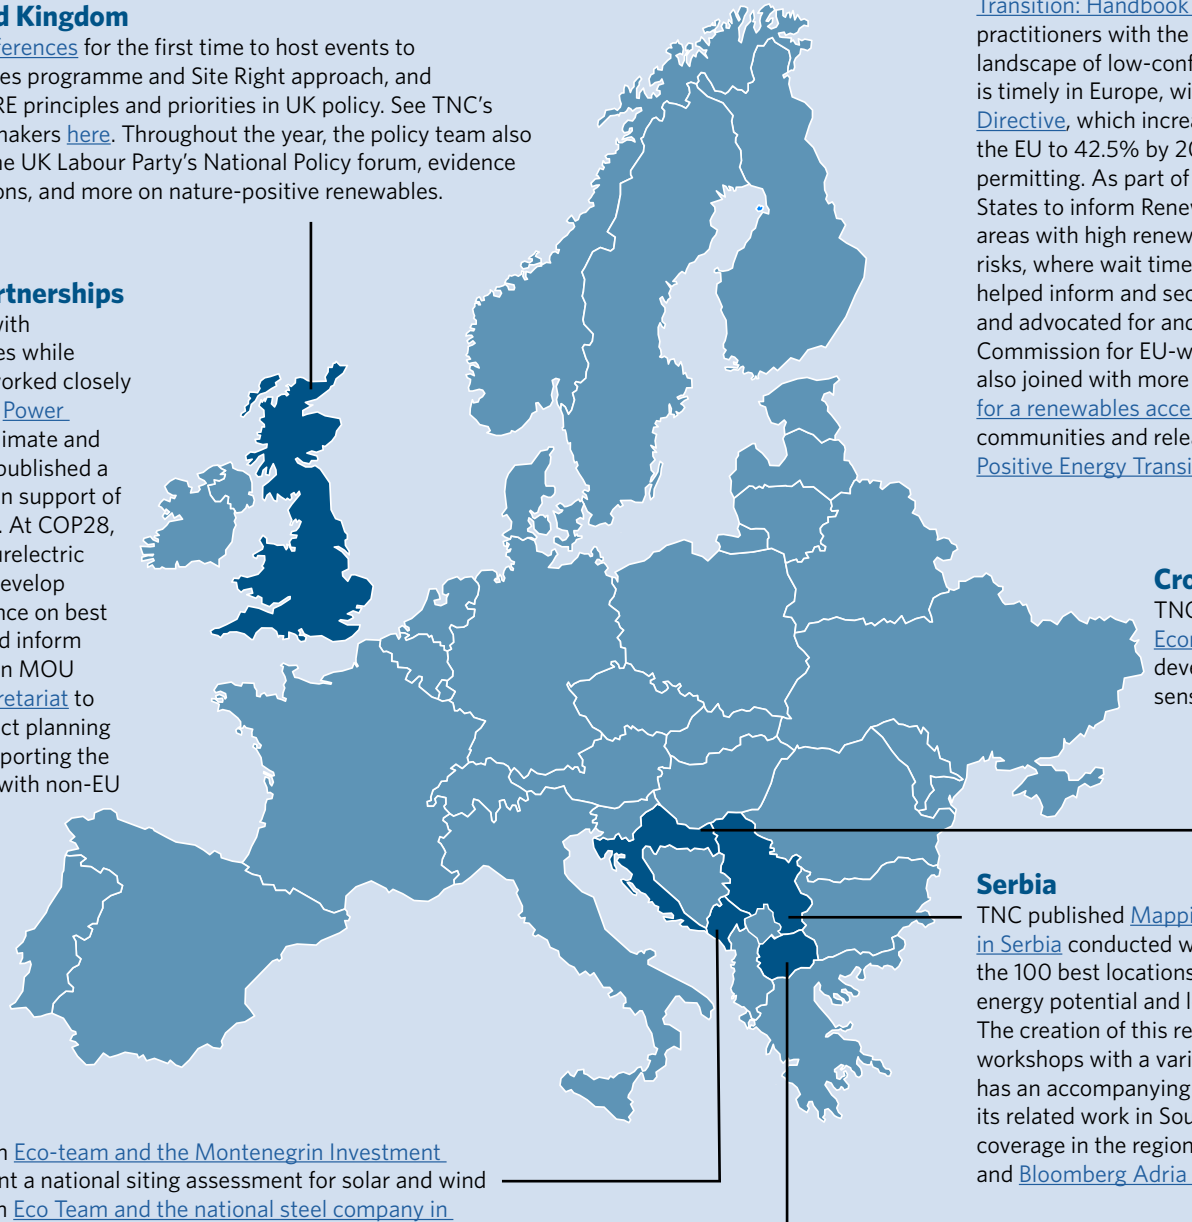 d Kingdom
ferences for the first time to host events to
es programme and Site Right approach, and
RE principles and priorities in UK policy. See TNC's
makers here. Throughout the year, the policy team also
ne UK Labour Party's National Policy forum, evidence
ons, and more on nature-positive renewables.
rtnerships
with
es while
worked closely
Power
limate and
published a
in support of
. At COP28,
urelectric
evelop
nce on best
d inform
n MOU
retariat to
ct planning
porting the
with non-EU
Transition: Handbook
practitioners with the
landscape of low-conf
is timely in Europe, wi
Directive, which increa
the EU to 42.5% by 20
permitting. As part of
States to inform Renew
areas with high renew
risks, where wait time
helped inform and sec
and advocated for and
Commission for EU-w
also joined with more
for a renewables acce
communities and relea
Positive Energy Transi
Cro
TNC
Econ
deve
sens
Serbia
TNC published Mappi
in Serbia conducted w
the 100 best locations
energy potential and l
The creation of this re
workshops with a vari
has an accompanying
its related work in Sou
coverage in the region
and Bloomberg Adria
n Eco-team and the Montenegrin Investment
nt a national siting assessment for solar and wind
n Eco Team and the national steel company in